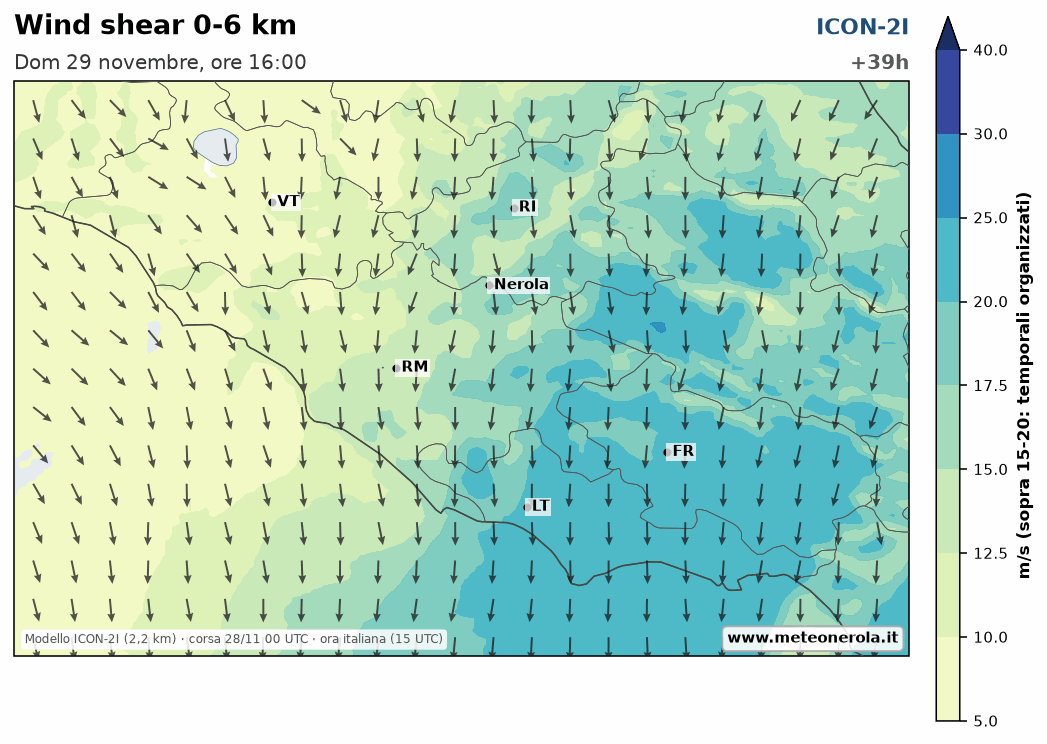 Wind shear 0-6 km
ICON-2I
Dom 29 novembre, ore 16:00
+39h
VT
RI
Nerola
RM
FR
LT
Modello ICON-2I (2,2 km) · corsa 28/11 00 UTC · ora italiana (15 UTC)
www.meteonerola.it
40.0
30.0
25.0
20.0
17.5
15.0
12.5
10.0
5.0
m/s (sopra 15-20: temporali organizzati)